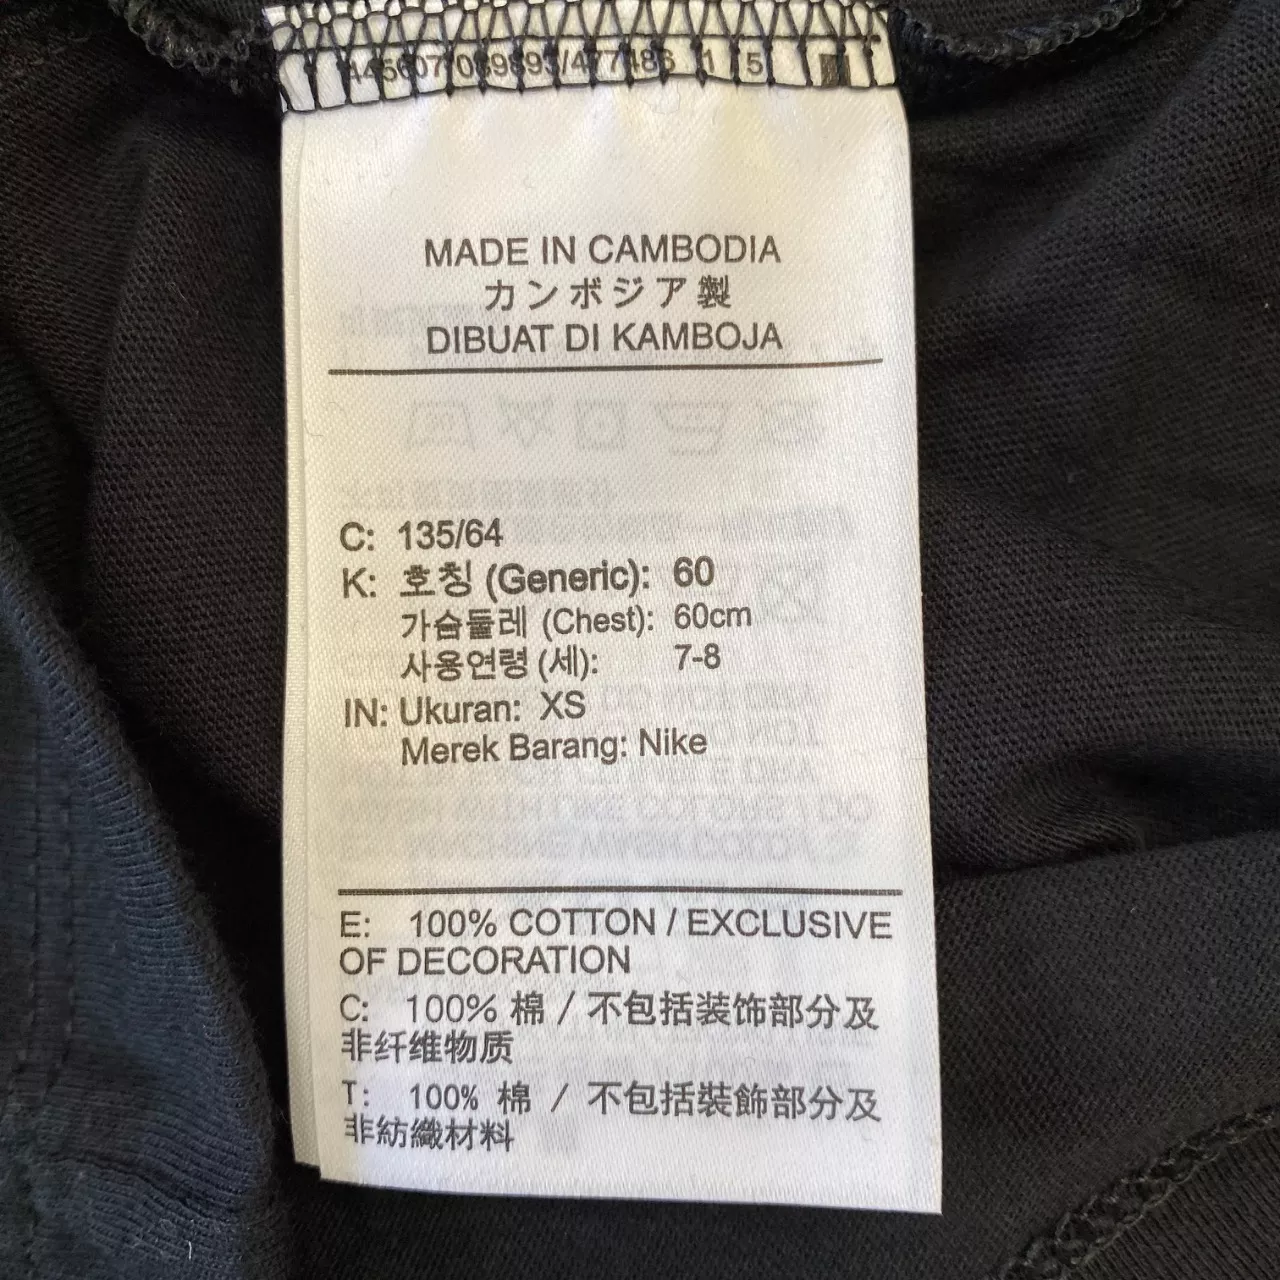 MADE IN CAMBODIA
カンボジア製
DIBUAT DI KAMBOJA
C: 135/64
K: 호칭 (Generic): 60
가슴둘레 (Chest): 60cm
사용연령 (세): 7-8
IN: Ukuran: XS
Merek Barang: Nike
E: 100% COTTON / EXCLUSIVE
OF DECORATION
C: 100% 棉 / 不包括装饰部分及
非纤维物质
T: 100% 棉 / 不包括裝飾部分及
非紡織材料